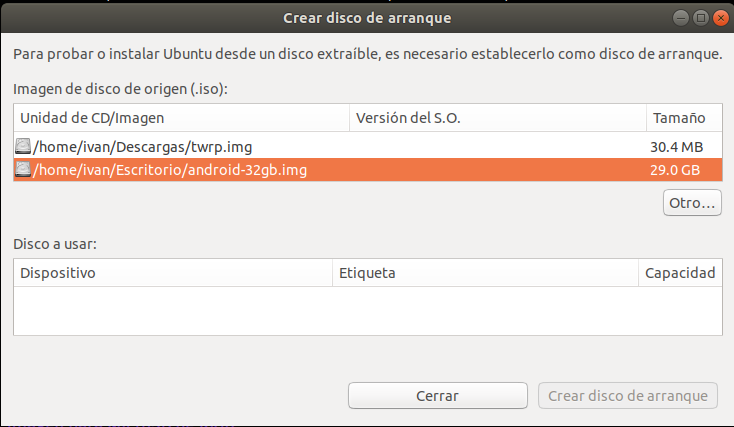 Crear disco de arranque
Para probar o instalar Ubuntu desde un disco extraíble, es necesario establecerlo como disco de arranque.
Imagen de disco de origen (.iso):
Unidad de CD/Imagen Versión del S.O. Tamaño
/home/ivan/Descargas/twrp.img 30.4 MB
/home/ivan/Escritorio/android-32gb.img 29.0 GB
Otro...
Disco a usar:
Dispositivo Etiqueta Capacidad
Cerrar Crear disco de arranque